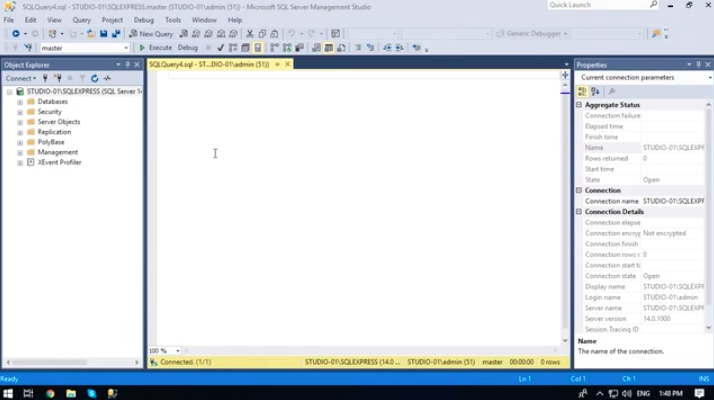 SQLQuery4.sql - STUDIO-01\SQLEXPRESS.master (STUDIO-01\admin (51)) - Microsoft SQL Server Management Studio
Quick Launch
File Edit View Query Project Debug Tools Window Help
New Query
Generic Debugger
master
Execute Debug
Object Explorer
SQLQuery4.sql - ST...DIO-01\admin (51))
Properties
Connect
Current connection parameters
STUDIO-01\SQLEXPRESS (SQL Server 1
Databases
Security
Server Objects
Replication
PolyBase
Management
XEvent Profiler
Aggregate Status
Connection failure
Elapsed time
Finish time
Name STUDIO-01\SQLEXPR
Rows returned 0
Start time
State Open
Connection
Connection name STUDIO-01\SQLEXPR
Connection Details
Connection elapse
Connection encryp Not encrypted
Connection finish
Connection rows r 0
Connection start ti
Connection state Open
Display name STUDIO-01\SQLEXPR
Login name STUDIO-01\admin
Server name STUDIO-01\SQLEXPR
Server version 14.0.1000
Session Tracing ID
Name
The name of the connection.
100 %
Connected. (1/1)
STUDIO-01\SQLEXPRESS (14.0 ... STUDIO-01\admin (51) master 00:00:00 0 rows
Ready
Ln 1 Col 1 Ch 1 INS
ENG 1:48 PM